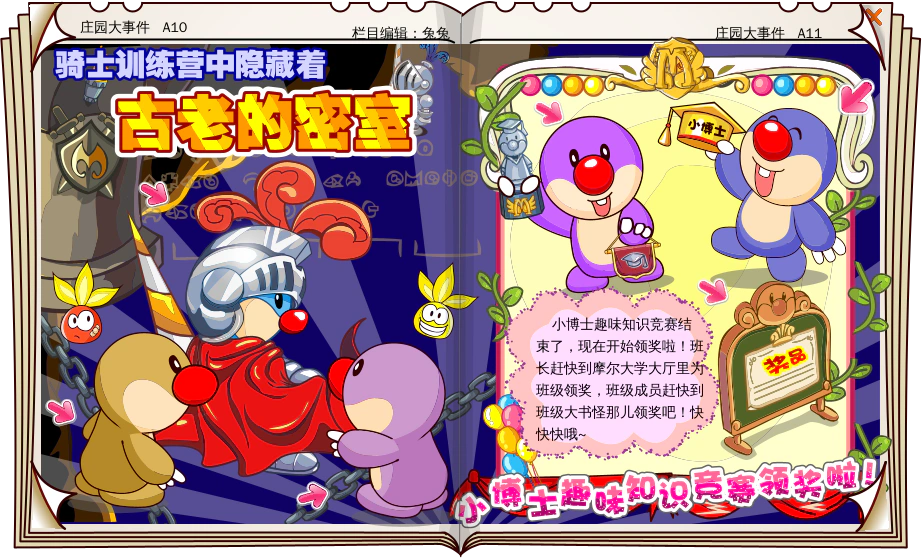 庄园大事件 A10
栏目编辑：兔兔
骑士训练营中隐藏着
古老的密室
庄园大事件 A11
小博士
小博士趣味知识竞赛结
束了，现在开始领奖啦！班
长赶快到摩尔大学大厅里为
班级领奖，班级成员赶快到
班级大书怪那儿领奖吧！快
快快哦~
奖品
小博士趣味知识竞赛领奖啦！